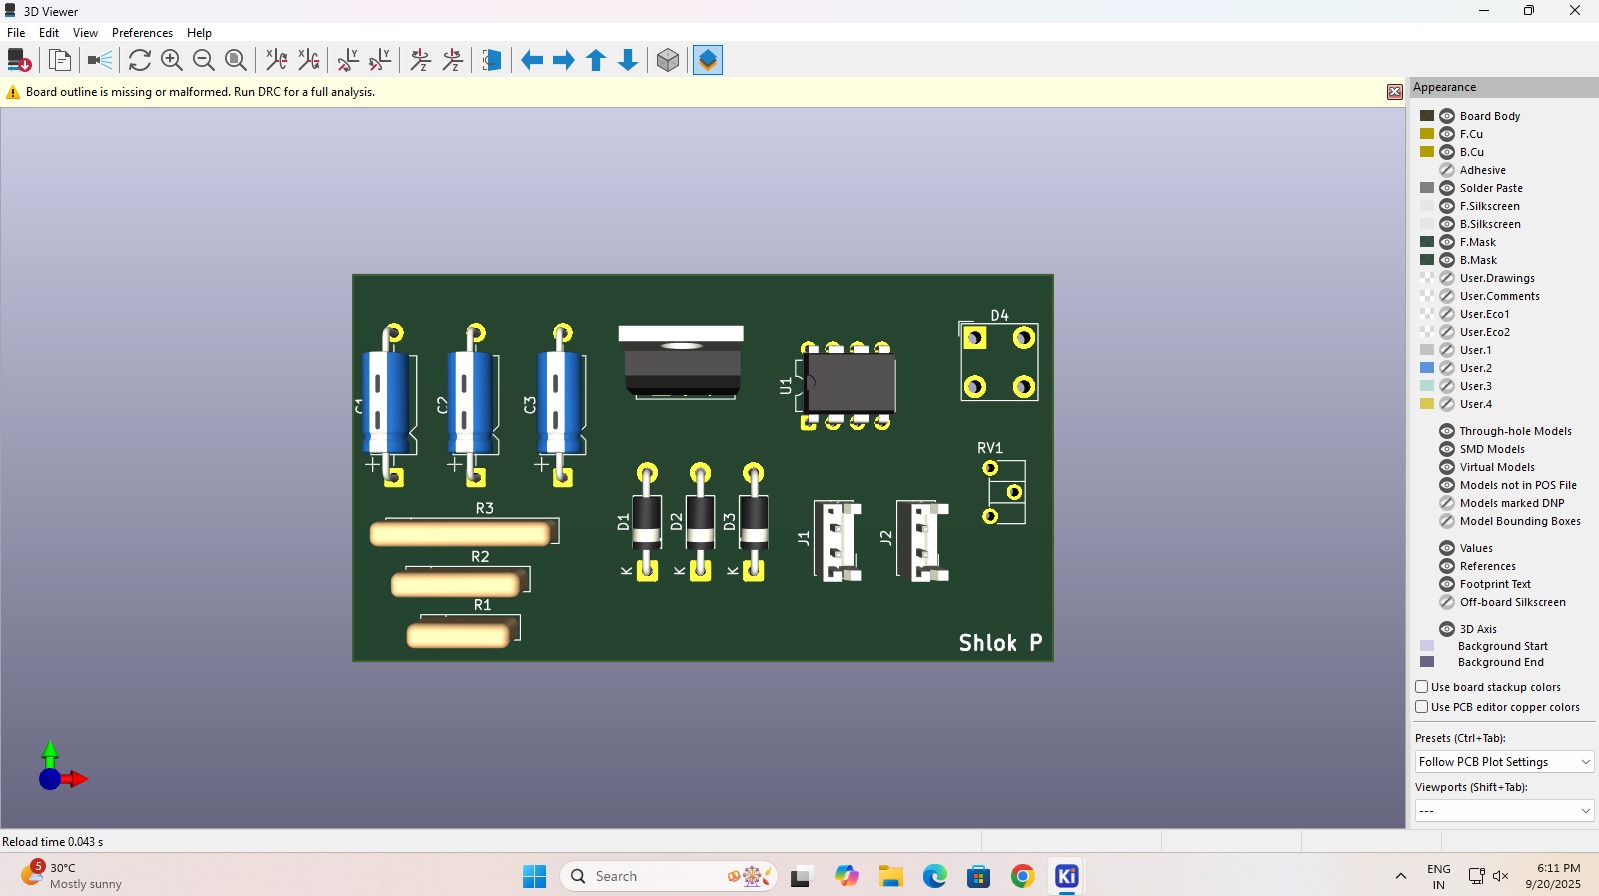 3D Viewer
File Edit View Preferences Help
Board outline is missing or malformed. Run DRC for a full analysis.
Appearance
Board Body
F.Cu
B.Cu
Adhesive
Solder Paste
F.Silkscreen
B.Silkscreen
F.Mask
B.Mask
User.Drawings
User.Comments
User.Eco1
User.Eco2
User.1
User.2
User.3
User.4
Through-hole Models
SMD Models
Virtual Models
Models not in POS File
Models marked DNP
Model Bounding Boxes
Values
References
Footprint Text
Off-board Silkscreen
3D Axis
Background Start
Background End
Use board stackup colors
Use PCB editor copper colors
Presets (Ctrl+Tab):
Follow PCB Plot Settings
Viewports (Shift+Tab):
---
D4
C1 C2 C3 U1
+ + +
RV1
R3
D1 D2 D3 J1 J2
R2
K K K
R1
Shlok P
Reload time 0.043 s
5
30°C
Mostly sunny
Search
Ki
ENG
IN
6:11 PM
9/20/2025